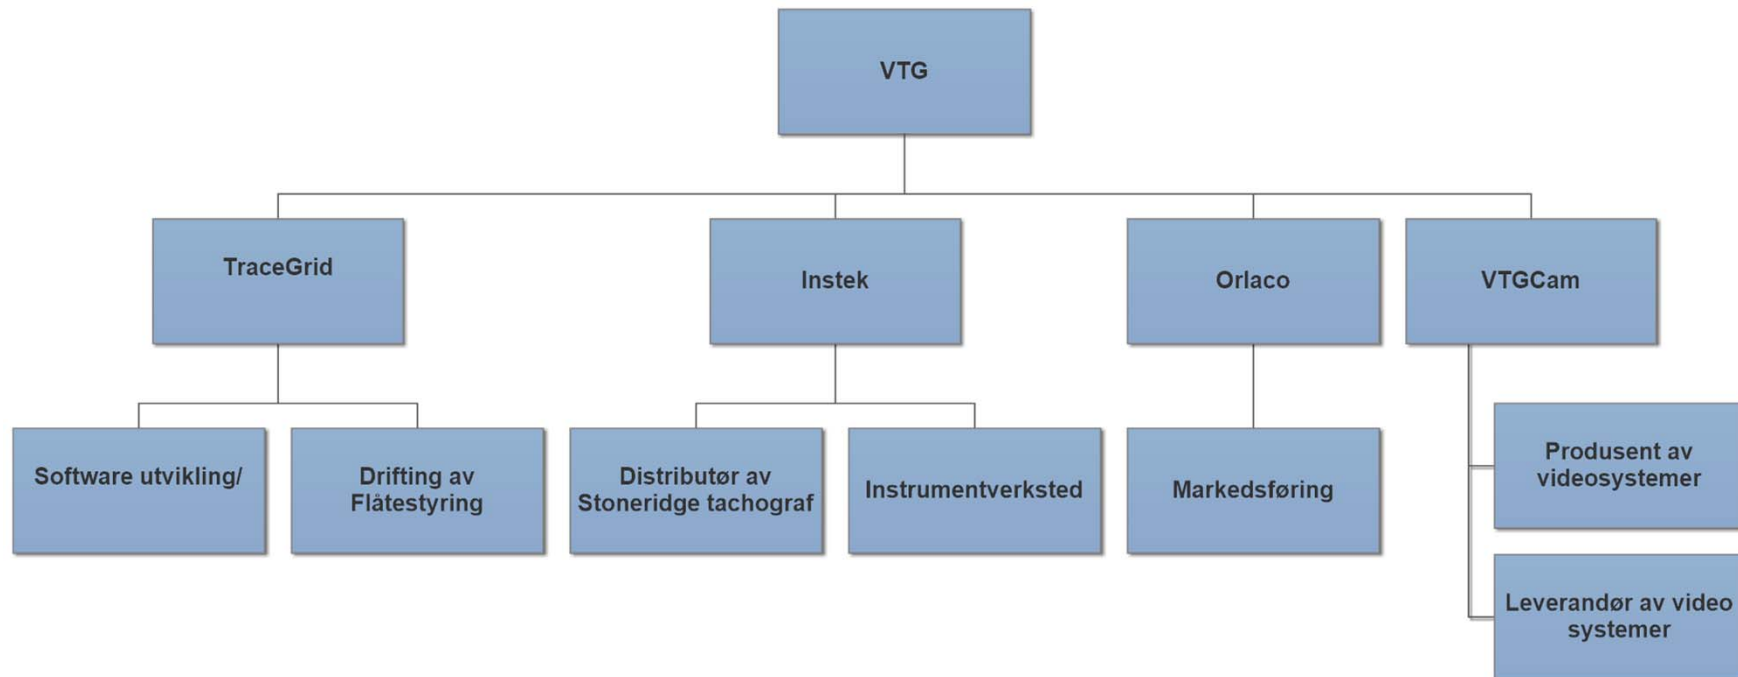 VTG
TraceGrid
Instek
Orlaco
VTGCam
Software utvikling/
Drifting av
Flåtestyring
Distributør av
Stoneridge tachograf
Instrumentverksted
Markedsføring
Produsent av
videosystemer
Leverandør av video
systemer